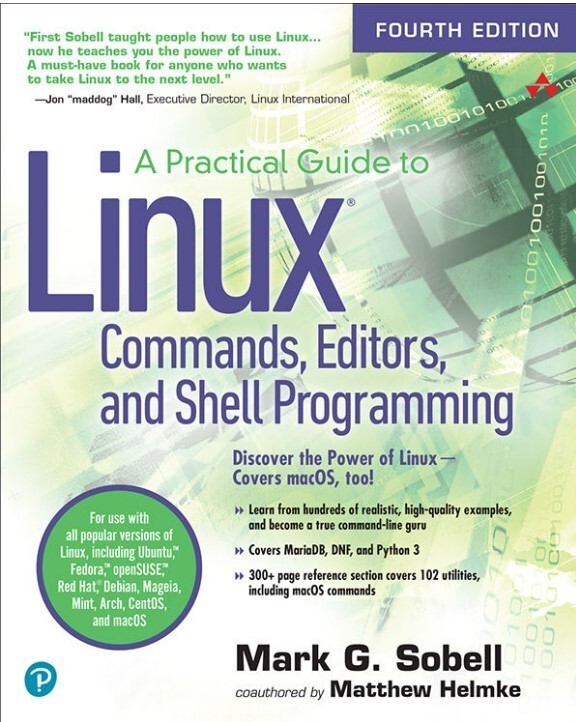 FOURTH EDITION
"First Sobell taught people how to use Linux...
now he teaches you the power of Linux.
A must-have book for anyone who wants
to take Linux to the next level."
—Jon "maddog" Hall, Executive Director, Linux International
A Practical Guide to
Linux®
Commands, Editors,
and Shell Programming
Discover the Power of Linux—
Covers macOS, too!
Learn from hundreds of realistic, high-quality examples,
and become a true command-line guru
Covers MariaDB, DNF, and Python 3
300+ page reference section covers 102 utilities,
including macOS commands
For use with
all popular versions of
Linux, including Ubuntu,™
Fedora,™ openSUSE,™
Red Hat,® Debian, Mageia,
Mint, Arch, CentOS,
and macOS
Mark G. Sobell
coauthored by Matthew Helmke
P